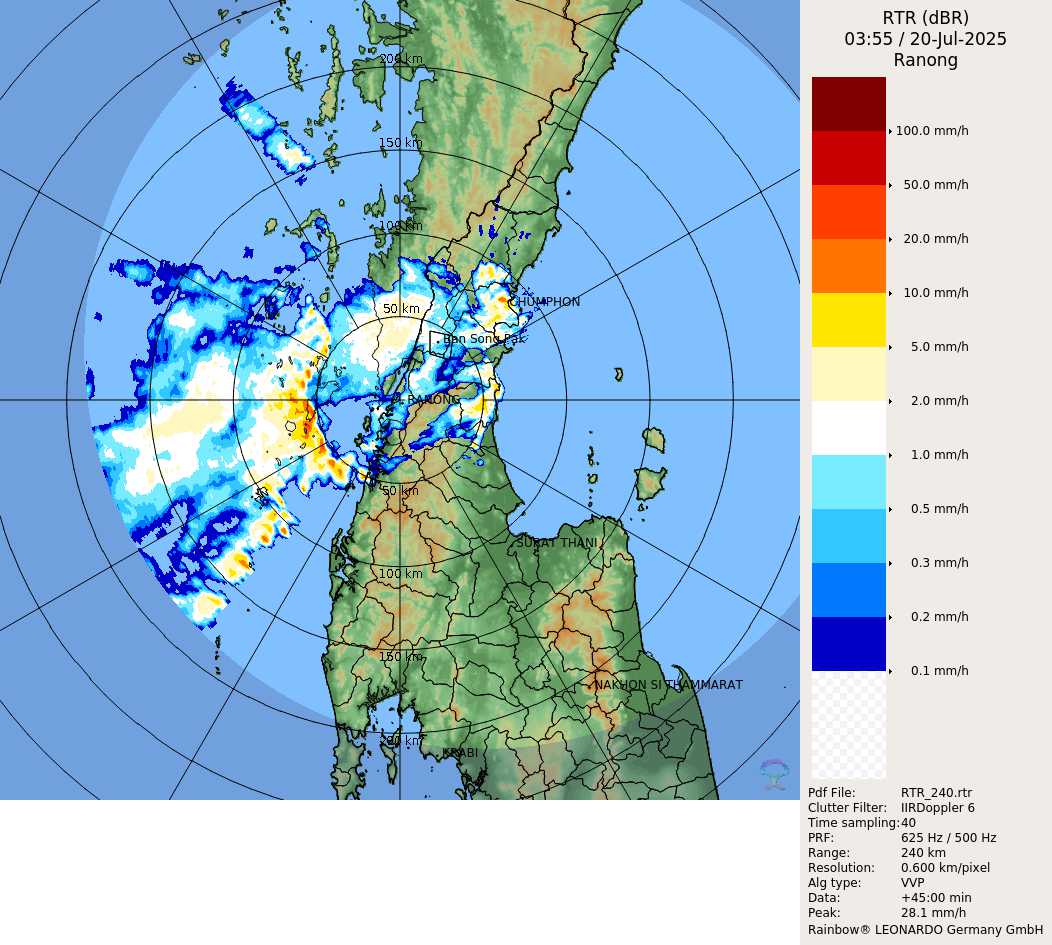 RTR (dBR)
03:55 / 20-Jul-2025
Ranong
200 km
150 km
100 km
50 km
CHUMPHON
Ban Song Pak
RANONG
50 km
SURAT THANI
100 km
150 km
NAKHON SI THAMMARAT
200 km
KRABI
100.0 mm/h
50.0 mm/h
20.0 mm/h
10.0 mm/h
5.0 mm/h
2.0 mm/h
1.0 mm/h
0.5 mm/h
0.3 mm/h
0.2 mm/h
0.1 mm/h
Pdf File: RTR_240.rtr
Clutter Filter: IIRDoppler 6
Time sampling: 40
PRF: 625 Hz / 500 Hz
Range: 240 km
Resolution: 0.600 km/pixel
Alg type: VVP
Data: +45:00 min
Peak: 28.1 mm/h
Rainbow® LEONARDO Germany GmbH